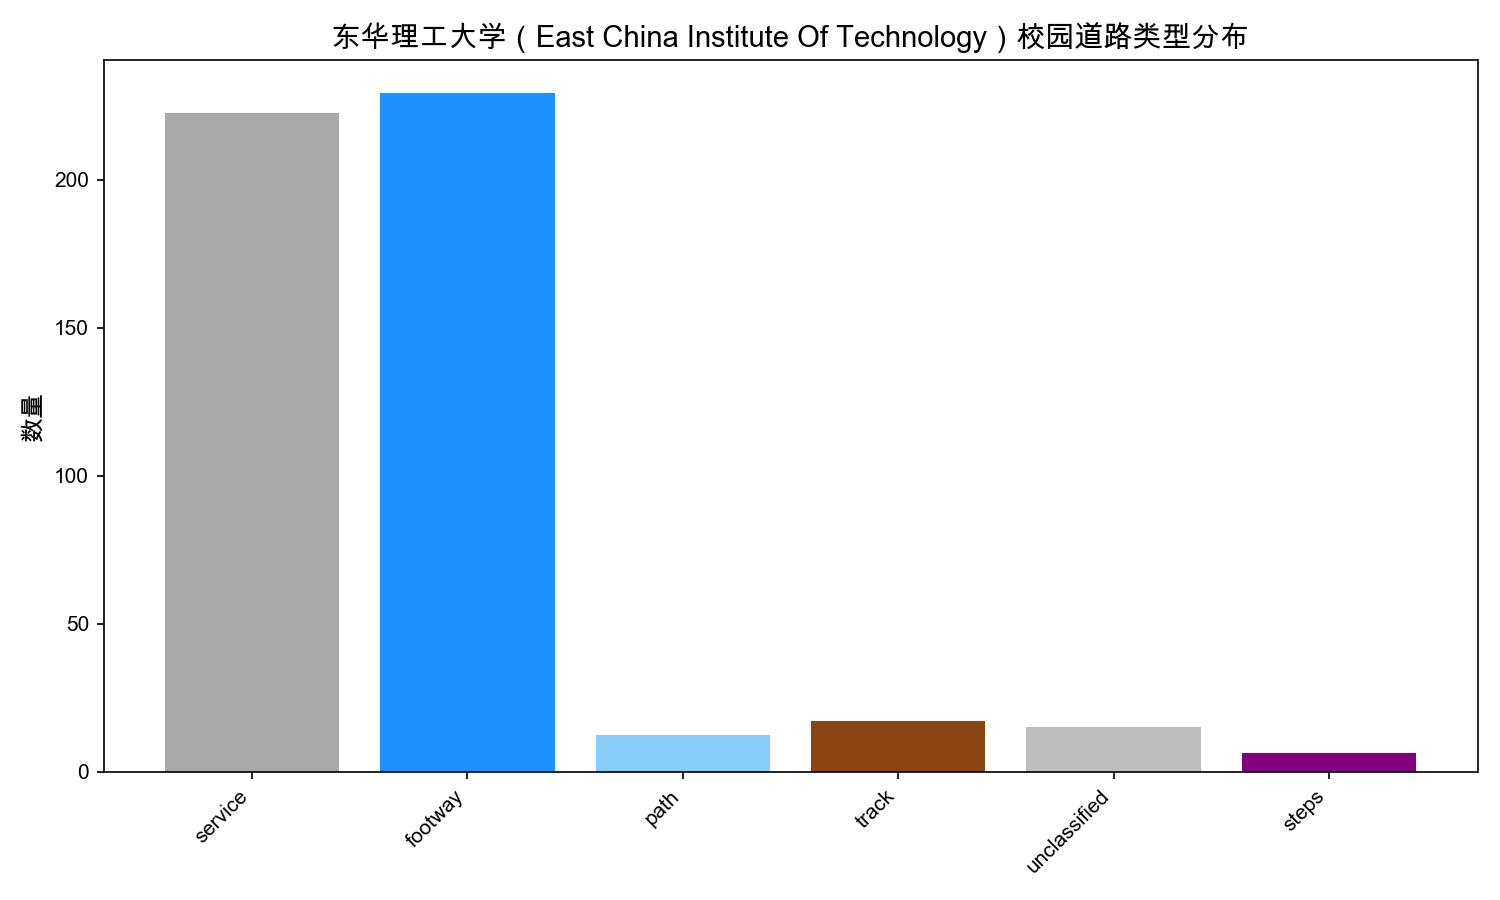 东华理工大学（East China Institute Of Technology）校园道路类型分布
数量
200
150
100
50
0
service
footway
path
track
unclassified
steps